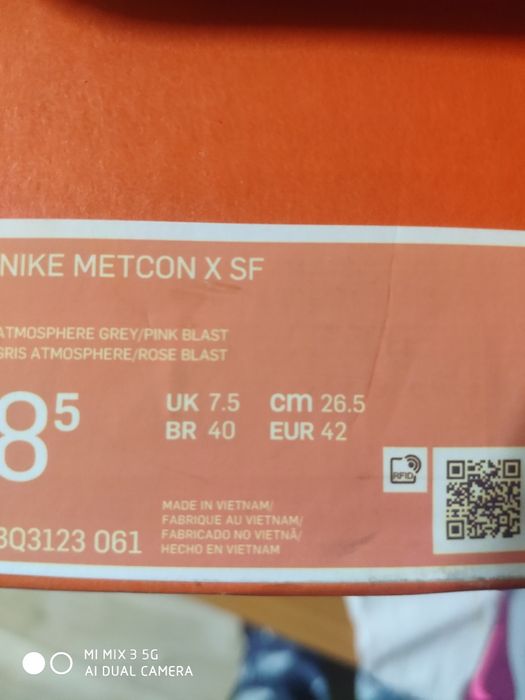 NIKE METCON X SF
ATMOSPHERE GREY/PINK BLAST
GRIS ATMOSPHERE/ROSE BLAST
8⁵
UK 7.5 cm 26.5
BR 40 EUR 42
RFID
MADE IN VIETNAM/
FABRIQUE AU VIETNAM/
FABRICADO NO VIETNÃ/
HECHO EN VIETNAM
BQ3123 061
MI MIX 3 5G
AI DUAL CAMERA